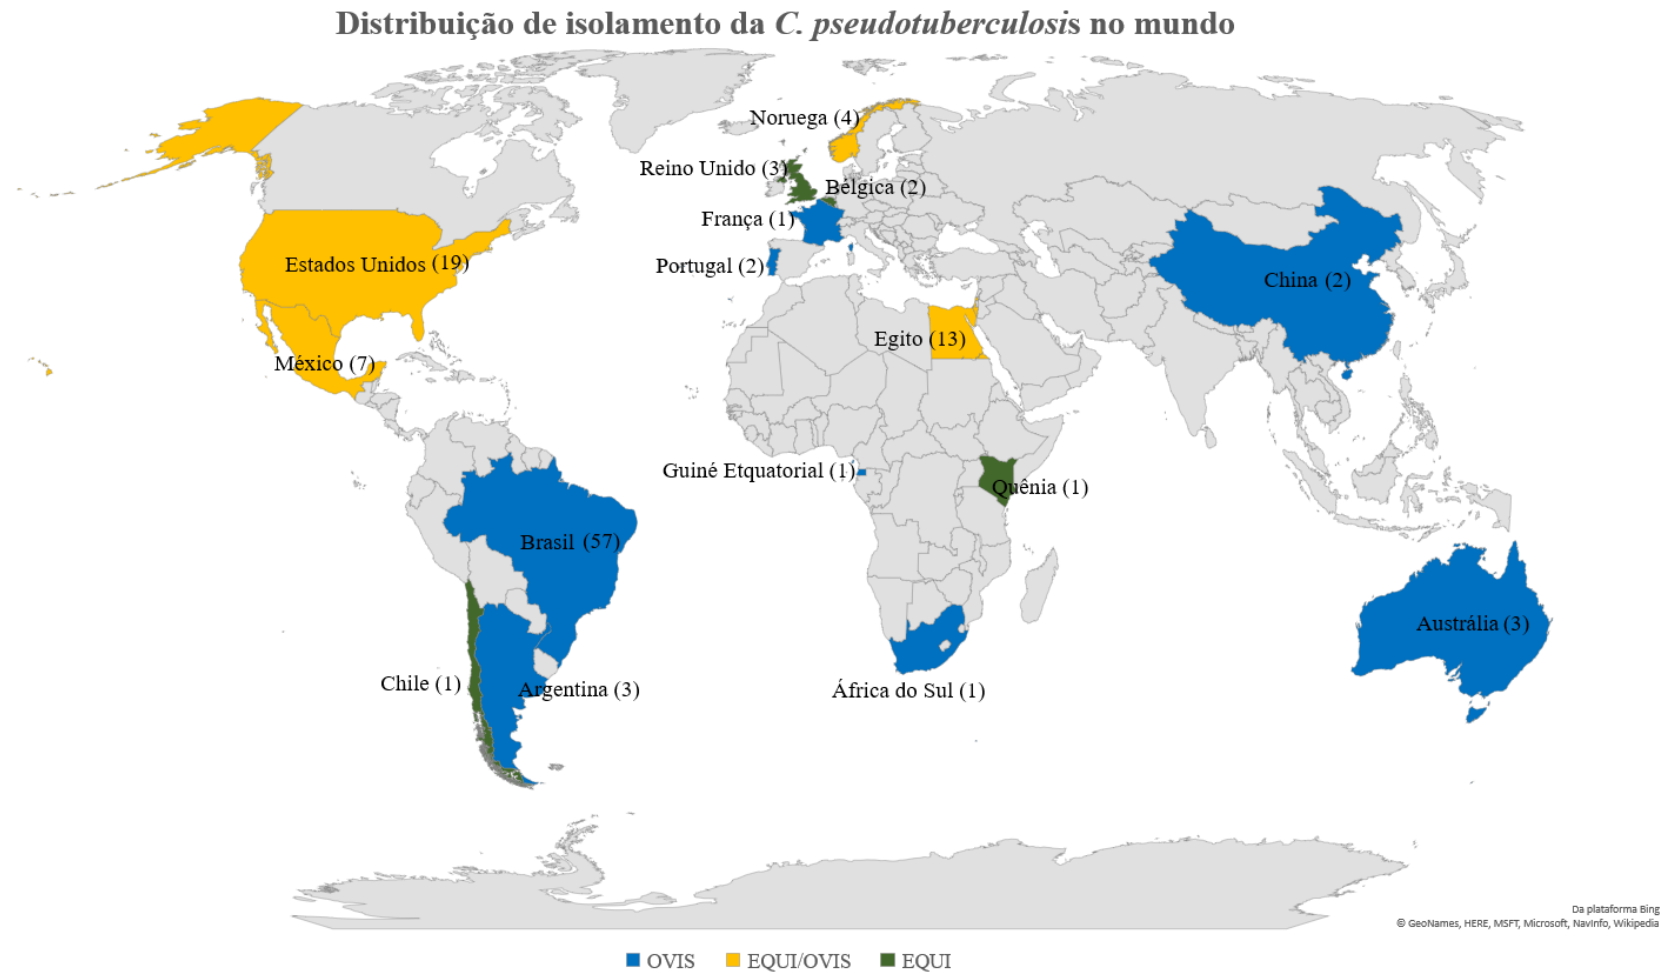 Distribuição de isolamento da C. pseudotuberculosis no mundo
Noruega (4)
Reino Unido (3)
Bélgica (2)
França (1)
Portugal (2)
Estados Unidos (19)
China (2)
Egito (13)
México (7)
Guiné Etquatorial (1)
Quênia (1)
Brasil (57)
Austrália (3)
Chile (1)
Argentina (3)
África do Sul (1)
Da plataforma Bing
© GeoNames, HERE, MSFT, Microsoft, NavInfo, Wikipedia
OVIS EQUI/OVIS EQUI